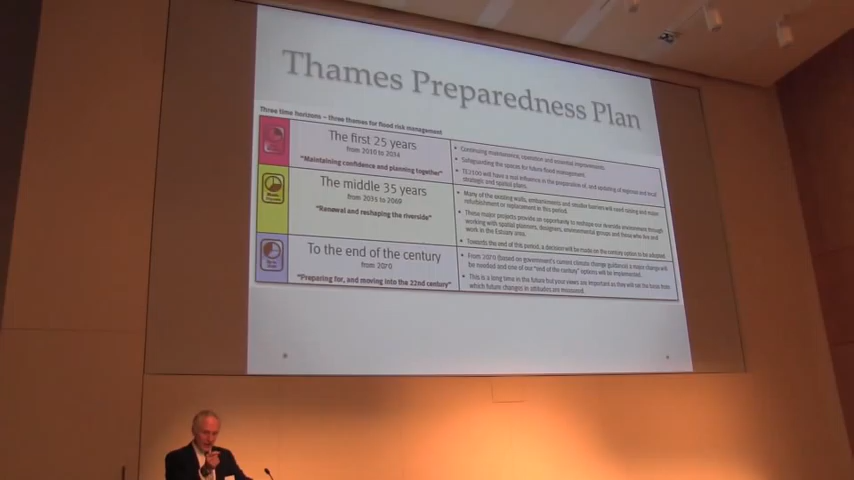 Thames Preparedness Plan
Three time horizons – three themes for flood risk management
The first 25 years
from 2010 to 2034
"Maintaining confidence and planning together"
• Continuing maintenance, operation and essential improvements.
• Safeguarding the spaces for future flood management.
• TE2100 will have a real influence in the preparation of, and updating of regional and local
strategic and spatial plans.
The middle 35 years
from 2035 to 2069
"Renewal and reshaping the riverside"
• Many of the existing walls, embankments and smaller barriers will need raising and major
refurbishment or replacement in this period.
• These major projects provide an opportunity to reshape our riverside environment through
working with spatial planners, designers, environmental groups and those who live and
work in the Estuary area.
• Towards the end of this period, a decision will be made on the century option to be adopted.
To the end of the century
from 2070
"Preparing for, and moving into the 22nd century"
• From 2070 (based on government's current climate change guidance) a major change will
be needed and one of our "end of the century" options will be implemented.
• This is a long time in the future but your views are important as they will set the
which future changes in attitudes are measured.